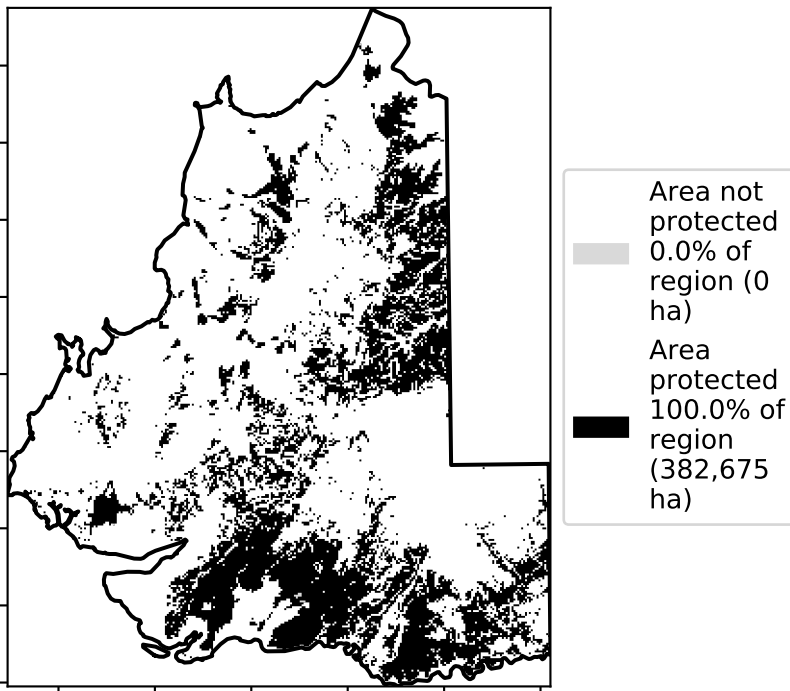 Area not
protected
0.0% of
region (0
ha)
Area
protected
100.0% of
region
(382,675
ha)